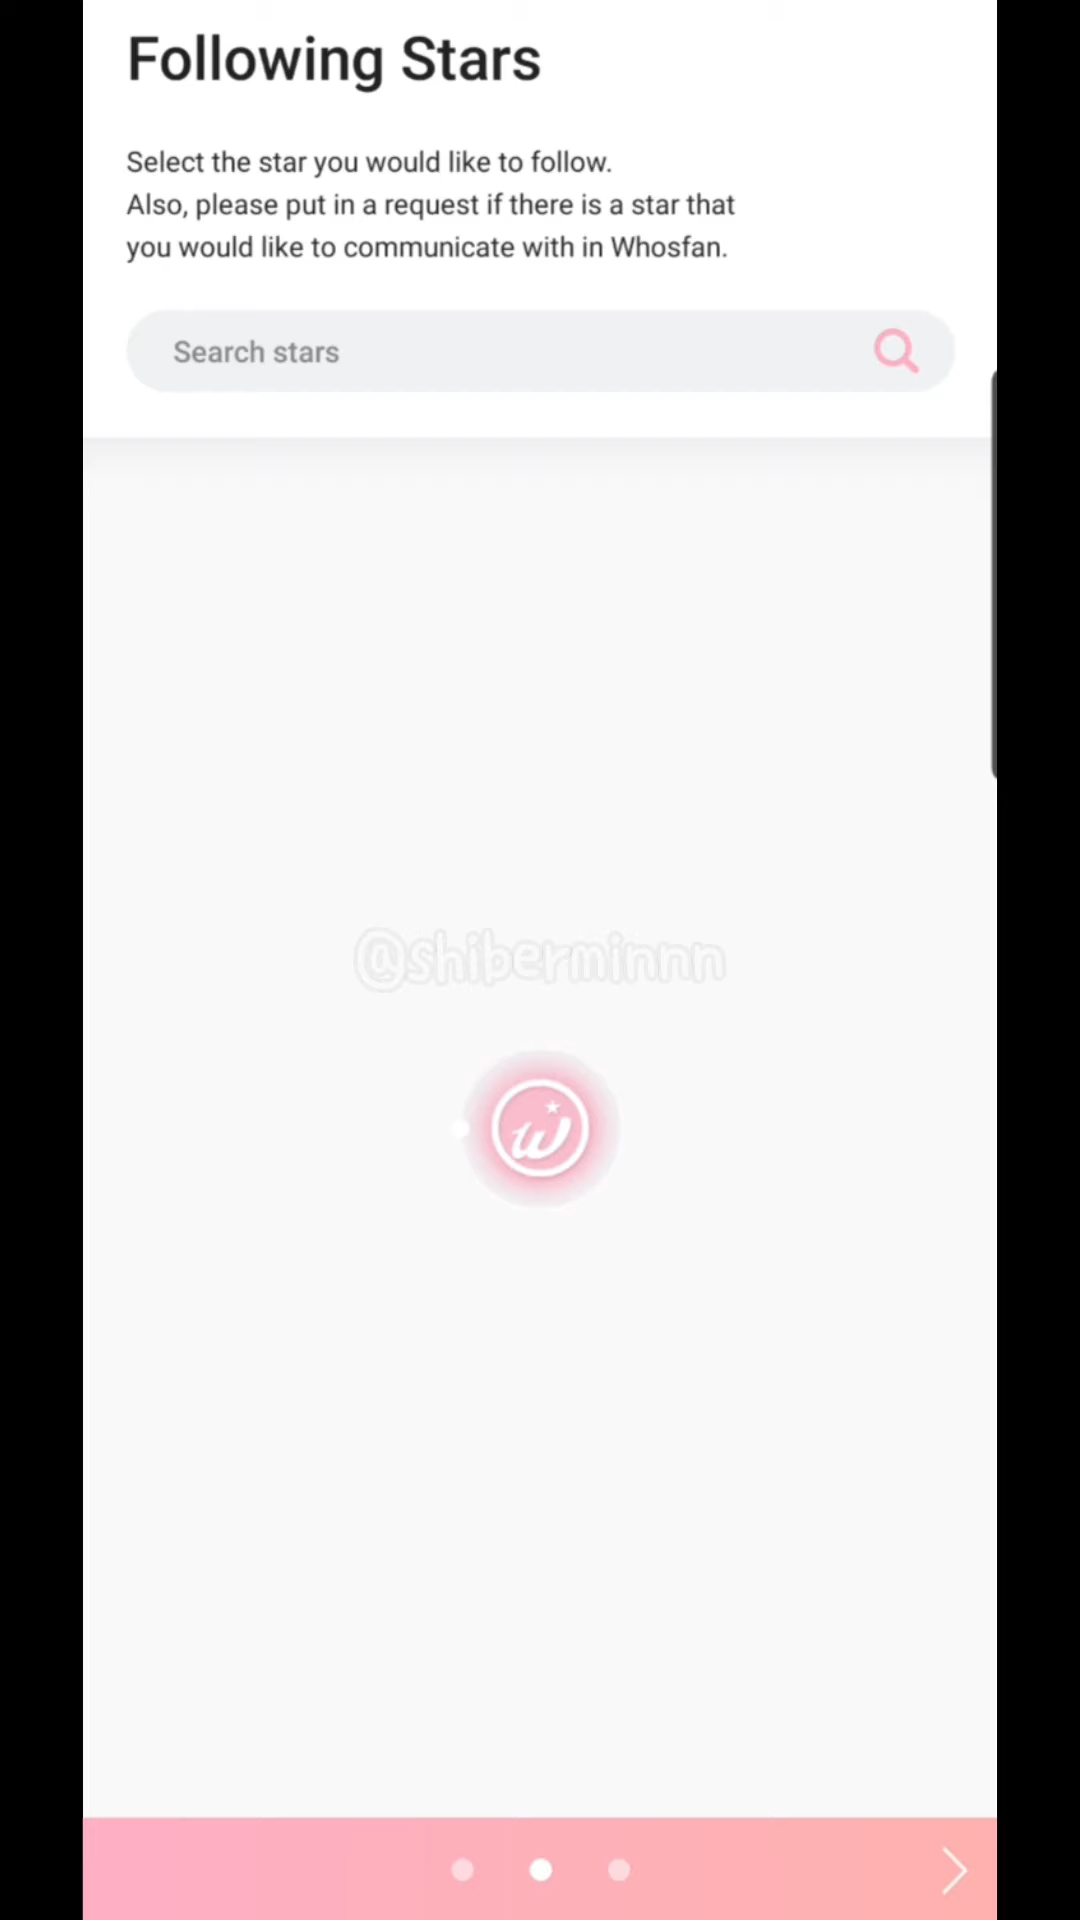 Following Stars
Select the star you would like to follow.
Also, please put in a request if there is a star that
you would like to communicate with in Whosfan.
Search stars
@shiberminnn
w